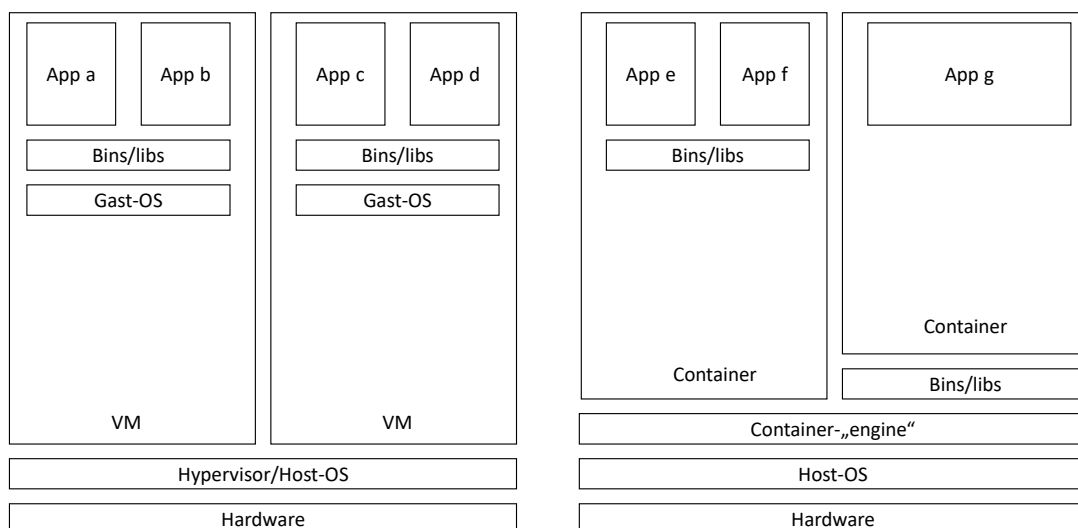 App a
App b
Bins/libs
Gast-OS
VM
App c
App d
Bins/libs
Gast-OS
VM
Hypervisor/Host-OS
Hardware
App e
App f
Bins/libs
Container
App g
Container
Bins/libs
Container-„engine“
Host-OS
Hardware